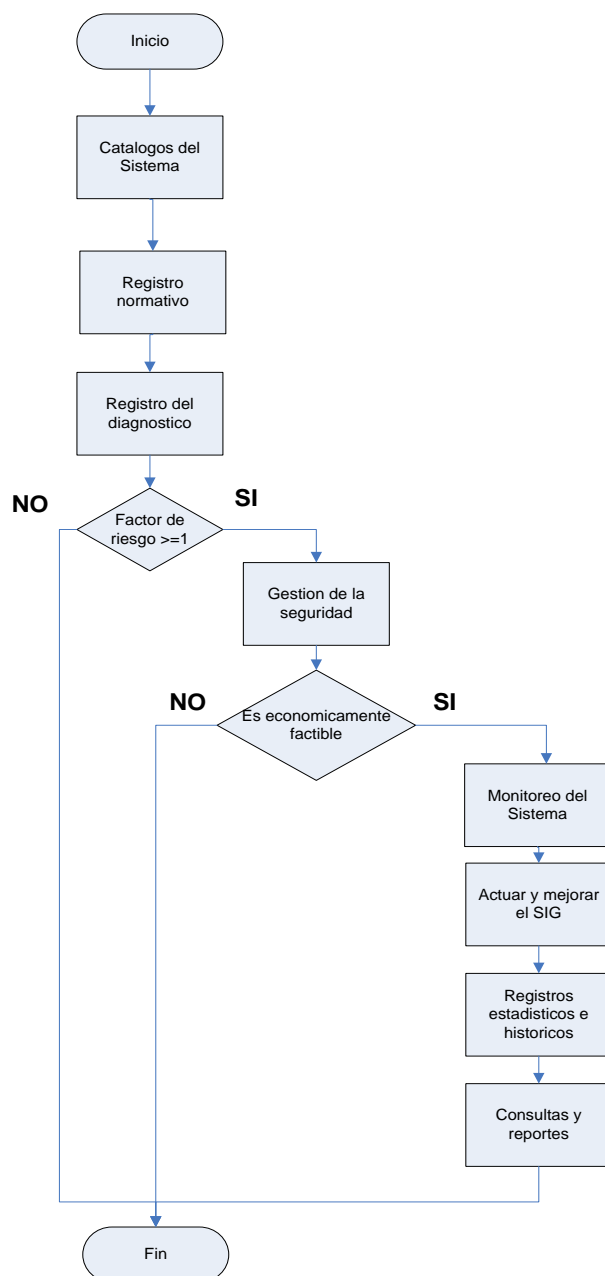 Inicio
Catalogos del
Sistema
Registro
normativo
Registro del
diagnostico
NO
SI
Factor de
riesgo >=1
Gestion de la
seguridad
NO
SI
Es economicamente
factible
Monitoreo del
Sistema
Actuar y mejorar
el SIG
Registros
estadisticos e
historicos
Consultas y
reportes
Fin